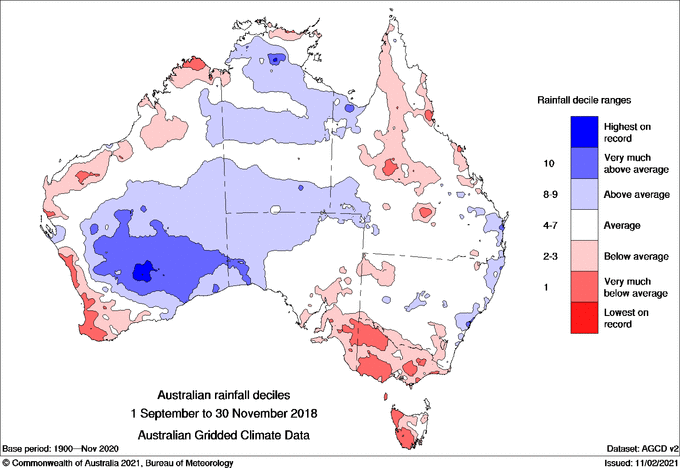 Rainfall decile ranges
Highest on
record
10
Very much
above average
8-9
Above average
4-7
Average
2-3
Below average
1
Very much
below average
Lowest on
record
Australian rainfall deciles
1 September to 30 November 2018
Australian Gridded Climate Data
Base period: 1900—Nov 2020
Dataset: AGCD v2
© Commonwealth of Australia 2021, Bureau of Meteorology
Issued: 11/02/2021